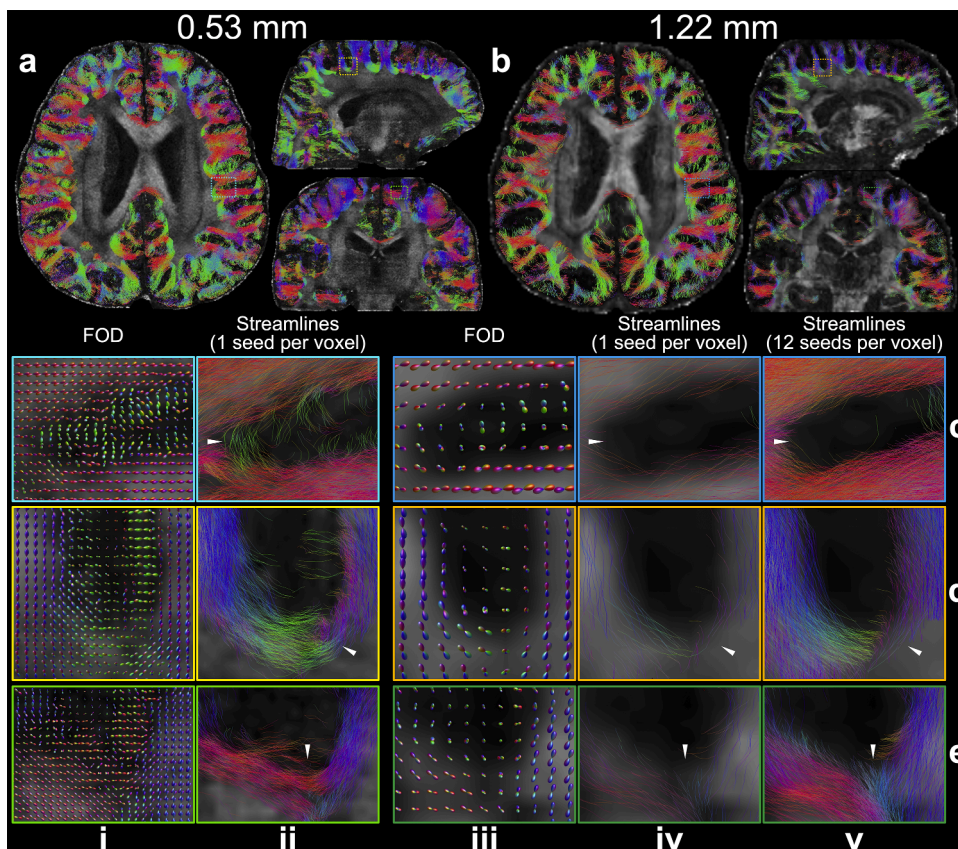 0.53 mm
1.22 mm
a
b
FOD
Streamlines
(1 seed per voxel)
FOD
Streamlines
(1 seed per voxel)
Streamlines
(12 seeds per voxel)
i
ii
iii
iv
v